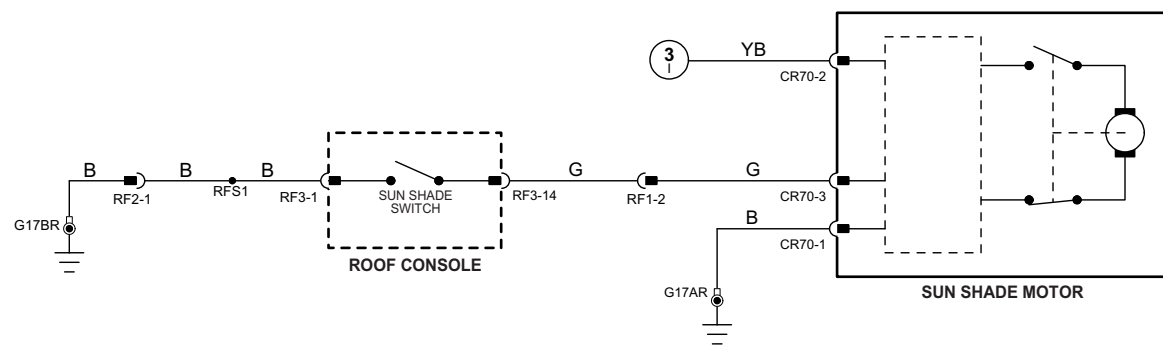 3
I
YB
CR70-2
B
B
B
G
G
RF2-1
RFS1
RF3-1
SUN SHADE
SWITCH
RF3-14
RF1-2
CR70-3
G17BR
B
CR70-1
ROOF CONSOLE
G17AR
SUN SHADE MOTOR